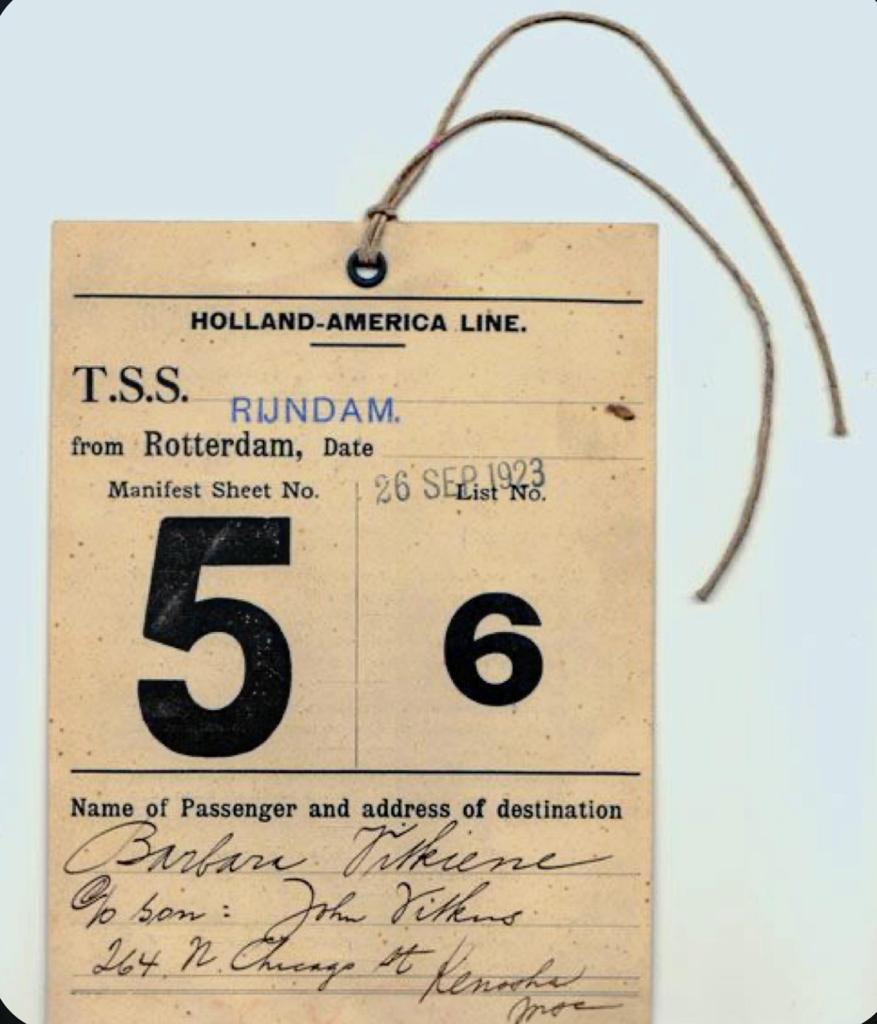 HOLLAND-AMERICA LINE.
T.S.S. RIJNDAM.
from Rotterdam, Date 26 SEP 1923
Manifest Sheet No. List No.
5 6
Name of Passenger and address of destination
Barbara Vitkiene
c/o son: John Vitkus
264 N. Chicago St Kenosha